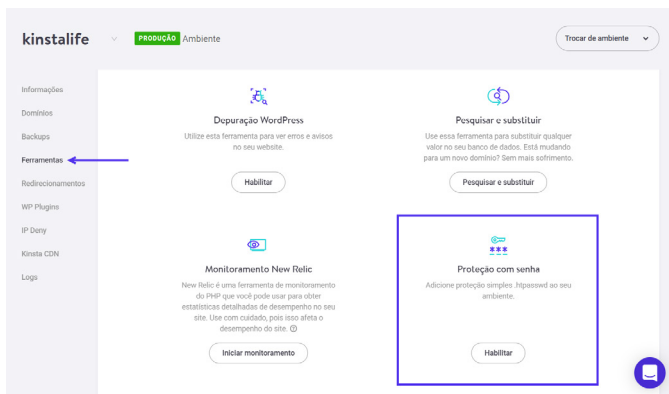 kinstalife
PRODUÇÃO Ambiente
Trocar de ambiente
Informações
Domínios
Backups
Ferramentas
Redirecionamentos
WP Plugins
IP Deny
Kinsta CDN
Logs
Depuração WordPress
Utilize esta ferramenta para ver erros e avisos
no seu website.
Habilitar
Pesquisar e substituir
Use essa ferramenta para substituir qualquer
valor no seu banco de dados. Está mudando
para um novo domínio? Sem mais sofrimento.
Pesquisar e substituir
Monitoramento New Relic
New Relic é uma ferramenta de monitoramento
do PHP que você pode usar para obter
estatísticas detalhadas de desempenho no seu
site. Use com cuidado, pois isso afeta o
desempenho do site.
Iniciar monitoramento
Proteção com senha
Adicione proteção simples .htpasswd ao seu
ambiente.
Habilitar